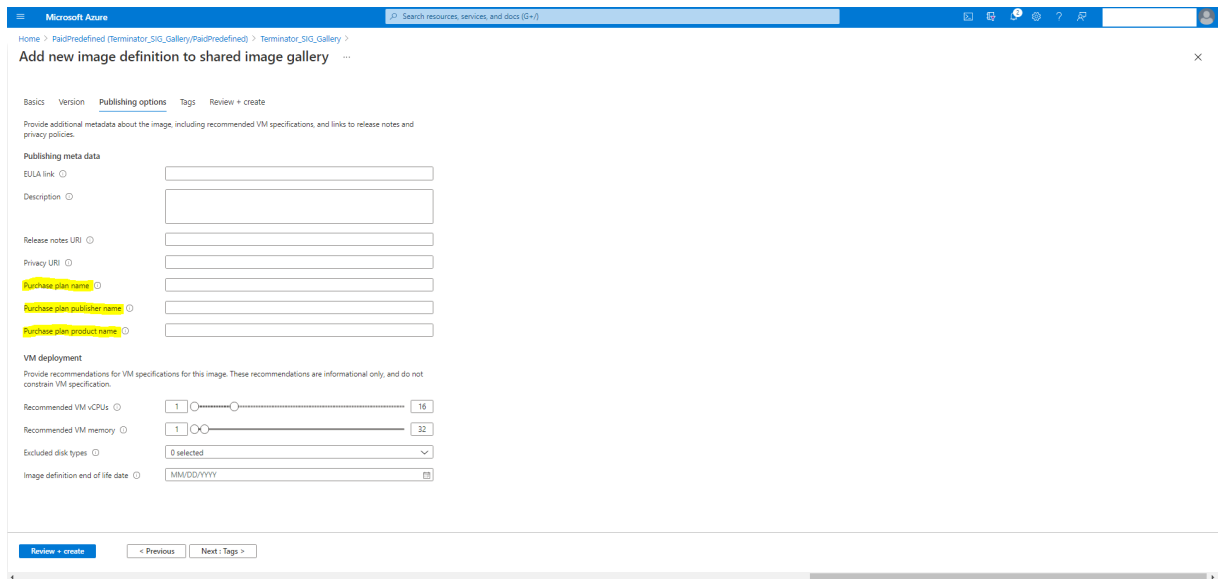 Microsoft Azure
Search resources, services, and docs (G+/)
2
Home > PaidPredefined (Terminator_SIG_Gallery/PaidPredefined) > Terminator_SIG_Gallery >
Add new image definition to shared image gallery ...
Basics Version Publishing options Tags Review + create
Provide additional metadata about the image, including recommended VM specifications, and links to release notes and
privacy policies.
Publishing meta data
EULA link
Description
Release notes URI
Privacy URI
Purchase plan name
Purchase plan publisher name
Purchase plan product name
VM deployment
Provide recommendations for VM specifications for this image. These recommendations are informational only, and do not
constrain VM specification.
Recommended VM vCPUs 1 16
Recommended VM memory 1 32
Excluded disk types 0 selected
Image definition end of life date MM/DD/YYYY
Review + create < Previous Next : Tags >